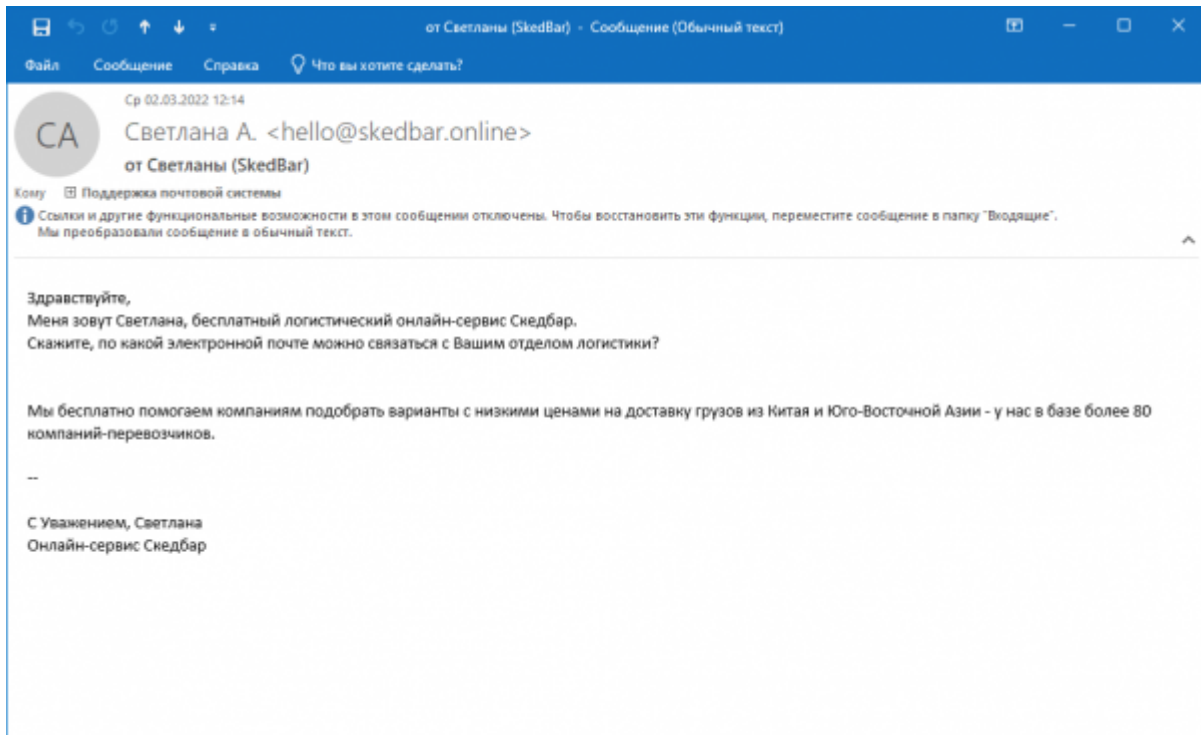 от Светланы (SkedBar) - Сообщение (Обычный текст)
Файл Сообщение Справка Что вы хотите сделать?
Ср 02.03.2022 12:14
СА
Светлана А. <hello@skedbar.online>
от Светланы (SkedBar)
Кому Поддержка почтовой системы
Ссылки и другие функциональные возможности в этом сообщении отключены. Чтобы восстановить эти функции, переместите сообщение в папку "Входящие".
Мы преобразовали сообщение в обычный текст.
Здравствуйте,
Меня зовут Светлана, бесплатный логистический онлайн-сервис Скедбар.
Скажите, по какой электронной почте можно связаться с Вашим отделом логистики?
Мы бесплатно помогаем компаниям подобрать варианты с низкими ценами на доставку грузов из Китая и Юго-Восточной Азии - у нас в базе более 80
компаний-перевозчиков.
--
С Уважением, Светлана
Онлайн-сервис Скедбар